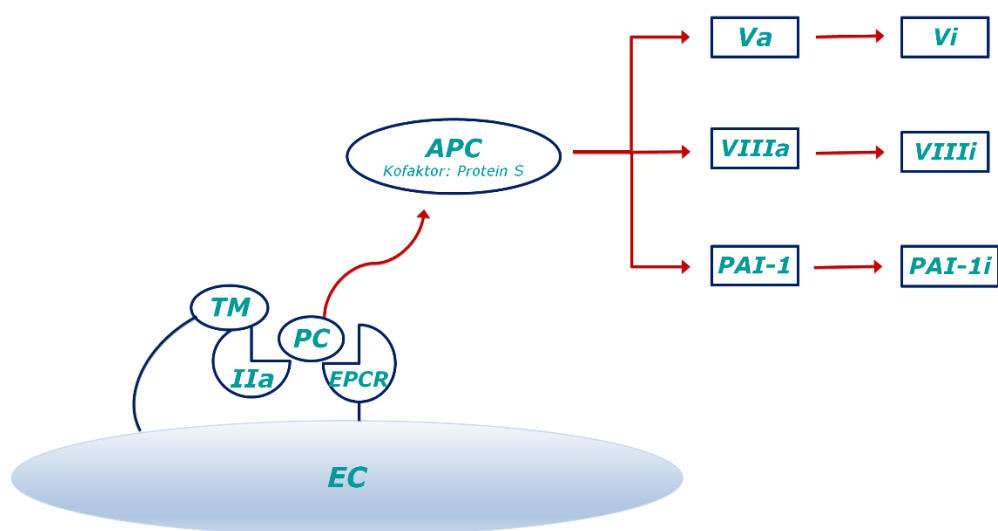 Va
Vi
APC
Kofaktor: Protein S
VIIIa
VIIIi
PAI-1
PAI-1i
TM
PC
IIa
EPCR
EC